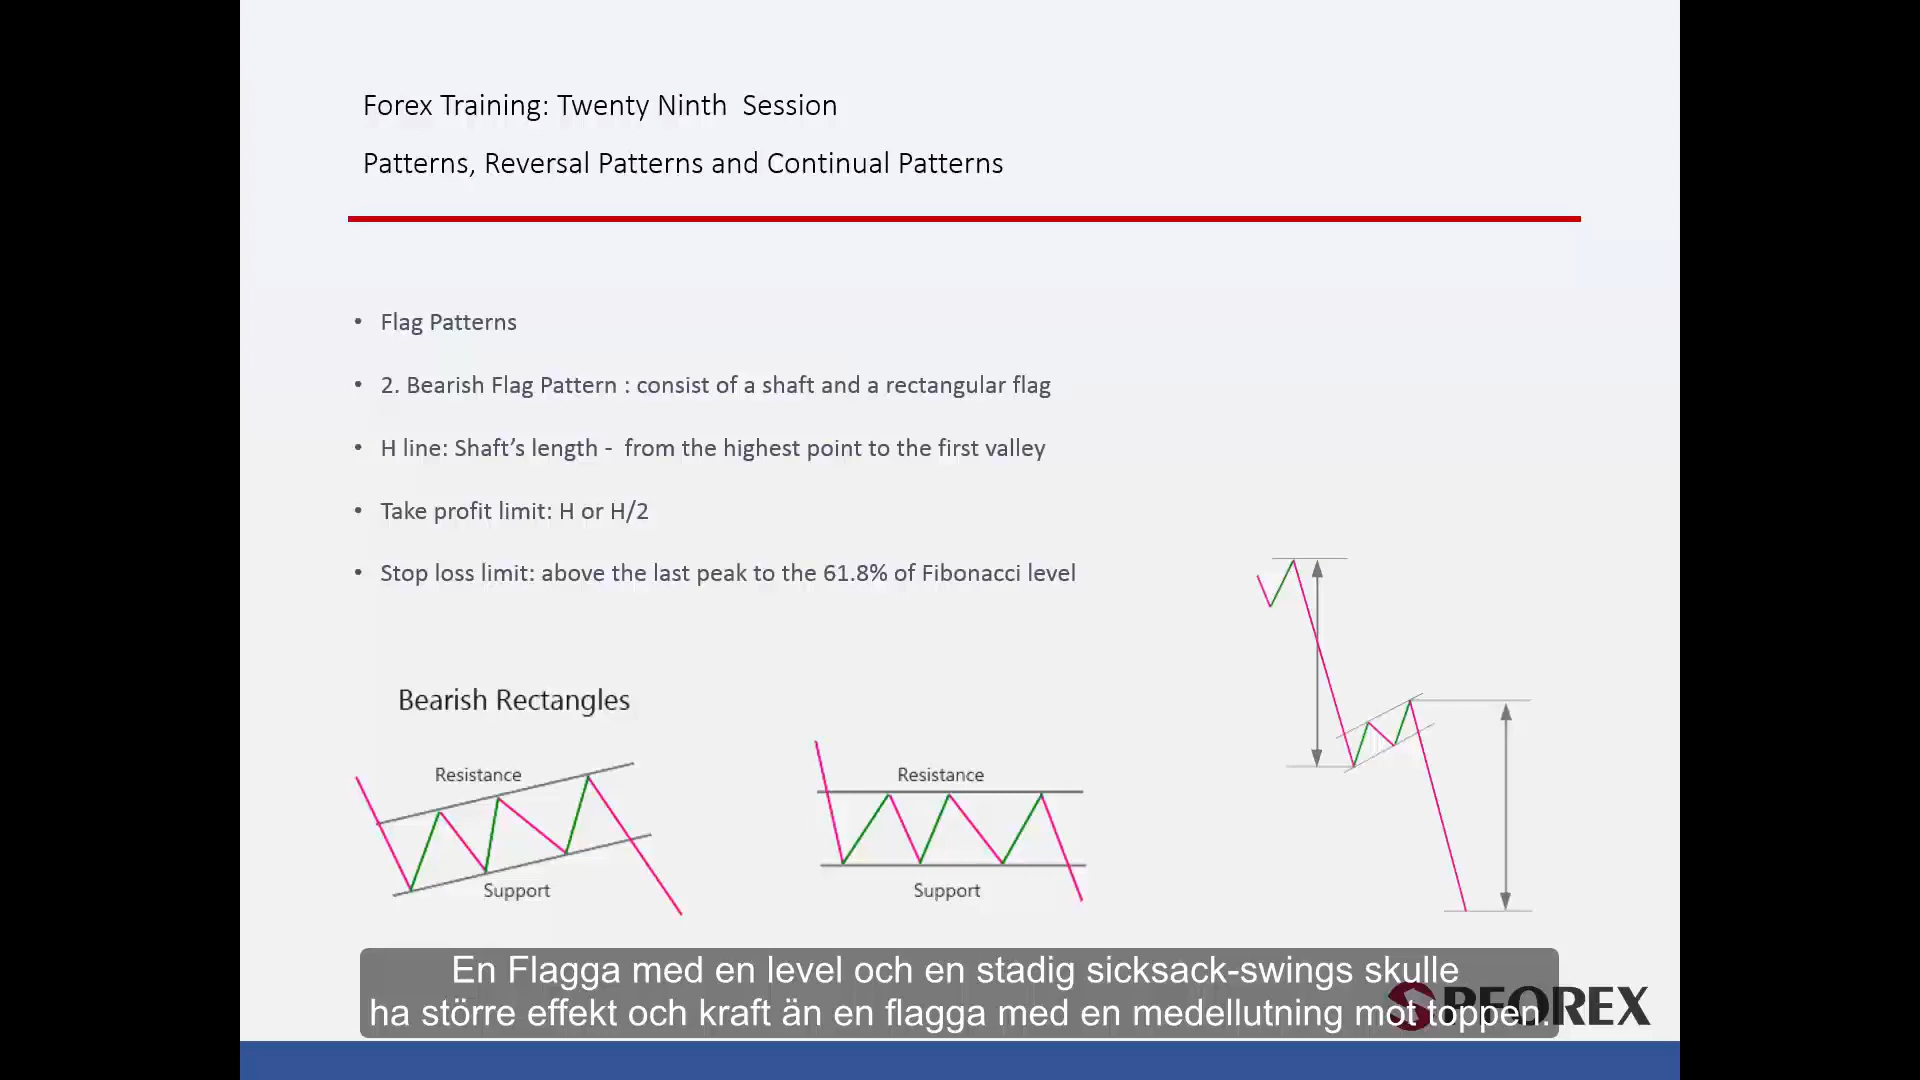 Forex Training: Twenty Ninth Session
Patterns, Reversal Patterns and Continual Patterns
• Flag Patterns
• 2. Bearish Flag Pattern : consist of a shaft and a rectangular flag
• H line: Shaft’s length - from the highest point to the first valley
• Take profit limit: H or H/2
• Stop loss limit: above the last peak to the 61.8% of Fibonacci level
Bearish Rectangles
Resistance
Support
Resistance
Support
En Flagga med en level och en stadig sicksack-swings skulle
ha större effekt och kraft än en flagga med en medellutning mot toppen.
PFOREX